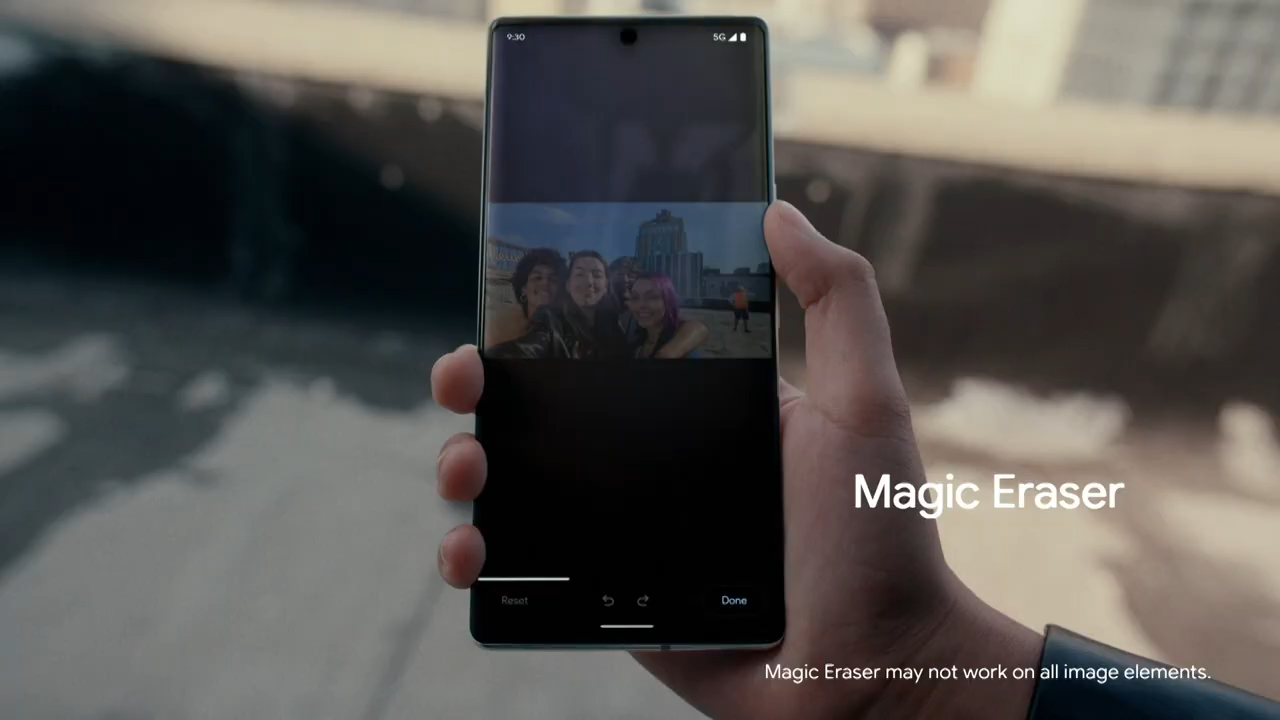 9:30 5G
Magic Eraser
Reset Done
Magic Eraser may not work on all image elements.